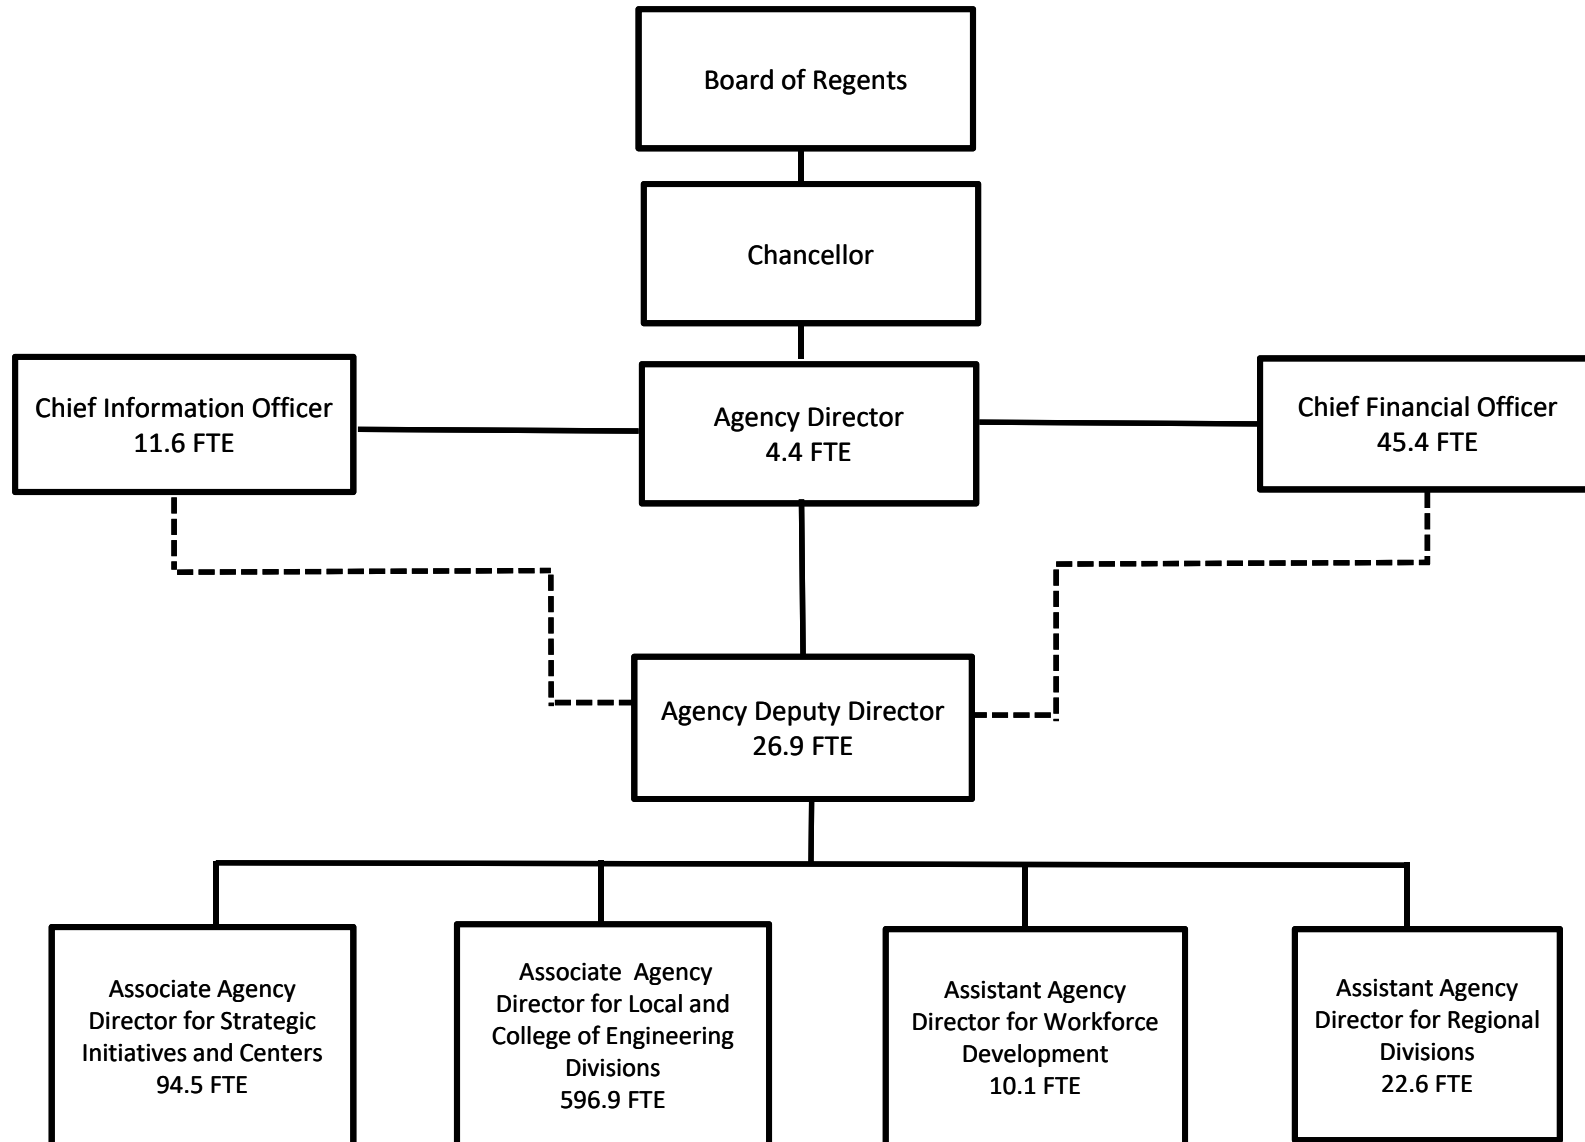 Board of Regents
Chancellor
Chief Information Officer
11.6 FTE
Agency Director
4.4 FTE
Chief Financial Officer
45.4 FTE
Agency Deputy Director
26.9 FTE
Associate Agency
Director for Strategic
Initiatives and Centers
94.5 FTE
Associate Agency
Director for Local and
College of Engineering
Divisions
596.9 FTE
Assistant Agency
Director for Workforce
Development
10.1 FTE
Assistant Agency
Director for Regional
Divisions
22.6 FTE